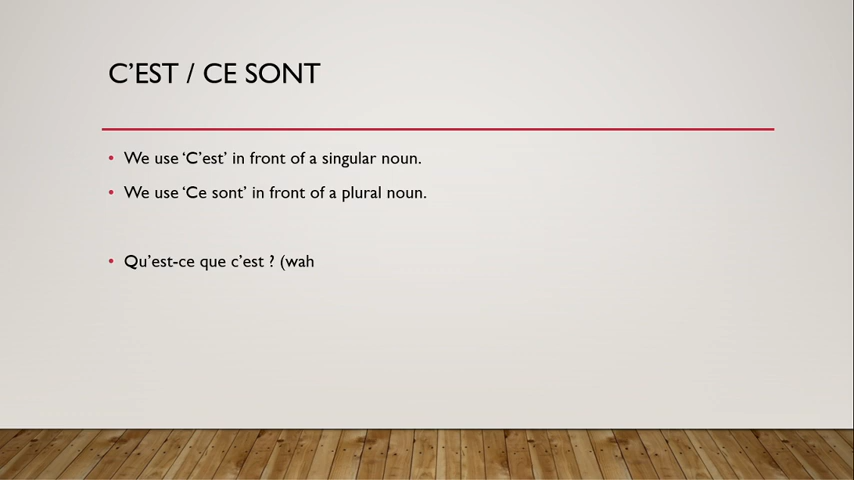 C’EST / CE SONT
We use ‘C’est’ in front of a singular noun.
We use ‘Ce sont’ in front of a plural noun.
Qu’est-ce que c’est ? (wah